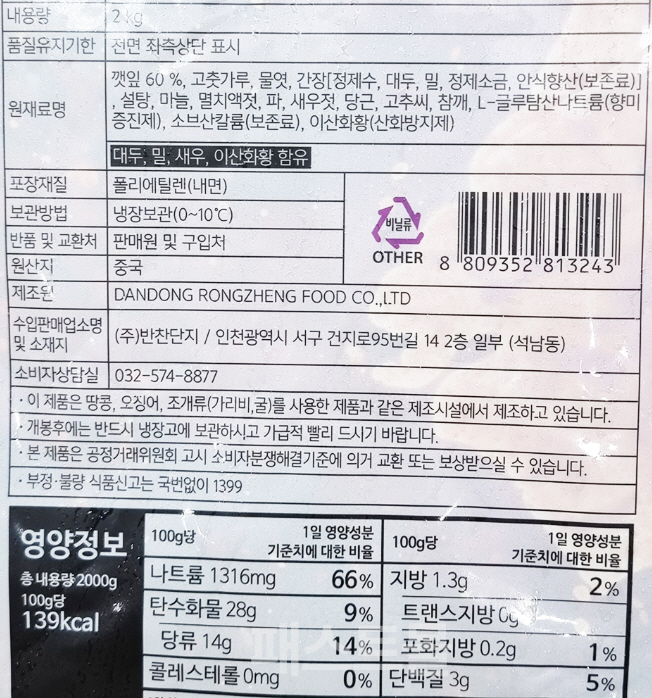 내용량 2 kg
품질유지기한 전면 좌측상단 표시
원재료명
깻잎 60 %, 고춧가루, 물엿, 간장[정제수, 대두, 밀, 정제소금, 안식향산(보존료)]
, 설탕, 마늘, 멸치액젓, 파, 새우젓, 당근, 고추씨, 참깨, L-글루탐산나트륨(향미
증진제), 소브산칼륨(보존료), 이산화황(산화방지제)
대두, 밀, 새우, 이산화황 함유
포장재질 폴리에틸렌(내면)
보관방법 냉장보관(0~10℃)
반품 및 교환처 판매원 및 구입처
원산지 중국
비닐류
OTHER
8 809352 813243
제조원 DANDONG RONGZHENG FOOD CO.,LTD
수입판매업소명
및 소재지
(주)반찬단지 / 인천광역시 서구 건지로95번길 14 2층 일부 (석남동)
소비자상담실 032-574-8877
· 이 제품은 땅콩, 오징어, 조개류(가리비,굴)를 사용한 제품과 같은 제조시설에서 제조하고 있습니다.
· 개봉후에는 반드시 냉장고에 보관하시고 가급적 빨리 드시기 바랍니다.
· 본 제품은 공정거래위원회 고시 소비자분쟁해결기준에 의거 교환 또는 보상받으실 수 있습니다.
· 부정·불량 식품신고는 국번없이 1399
영양정보
총 내용량 2000g
100g당
139kcal
100g당 1일 영양성분
기준치에 대한 비율
나트륨 1316mg 66%
탄수화물 28g 9%
당류 14g 14%
콜레스테롤 0mg 0%
100g당 1일 영양성분
기준치에 대한 비율
지방 1.3g 2%
트랜스지방 0g
포화지방 0.2g 1%
단백질 3g 5%